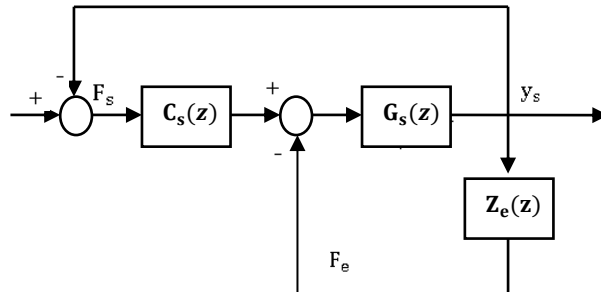 -
+ F_s C_s(z) + G_s(z) y_s
-
Z_e(z)
F_e